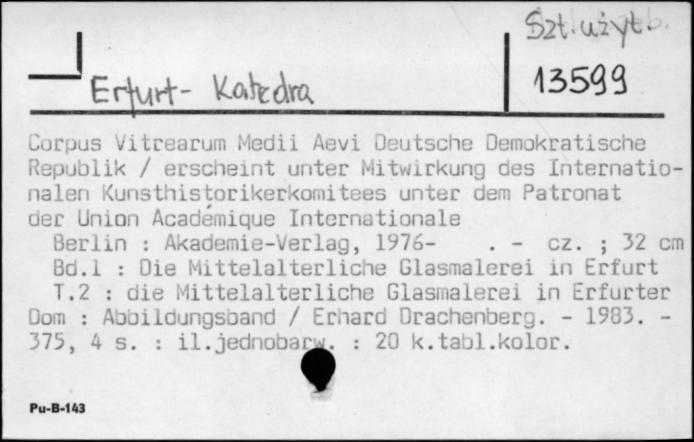 Szt. użyt.
13599
Erfurt- Katedra
Corpus Vitrearum Medii Aevi Deutsche Demokratische
Republik / erscheint unter Mitwirkung des Internatio-
nalen Kunsthistorikerkomitees unter dem Patronat
der Union Académique Internationale
Berlin : Akademie-Verlag, 1976-    . - cz. ; 32 cm
Bd.1 : Die Mittelalterliche Glasmalerei in Erfurt
T.2 : die Mittelalterliche Glasmalerei in Erfurter
Dom : Abbildungsband / Erhard Drachenberg. - 1983. -
375, 4 s. : il.jednobarw. : 20 k.tabl.kolor.
Pu-B-143